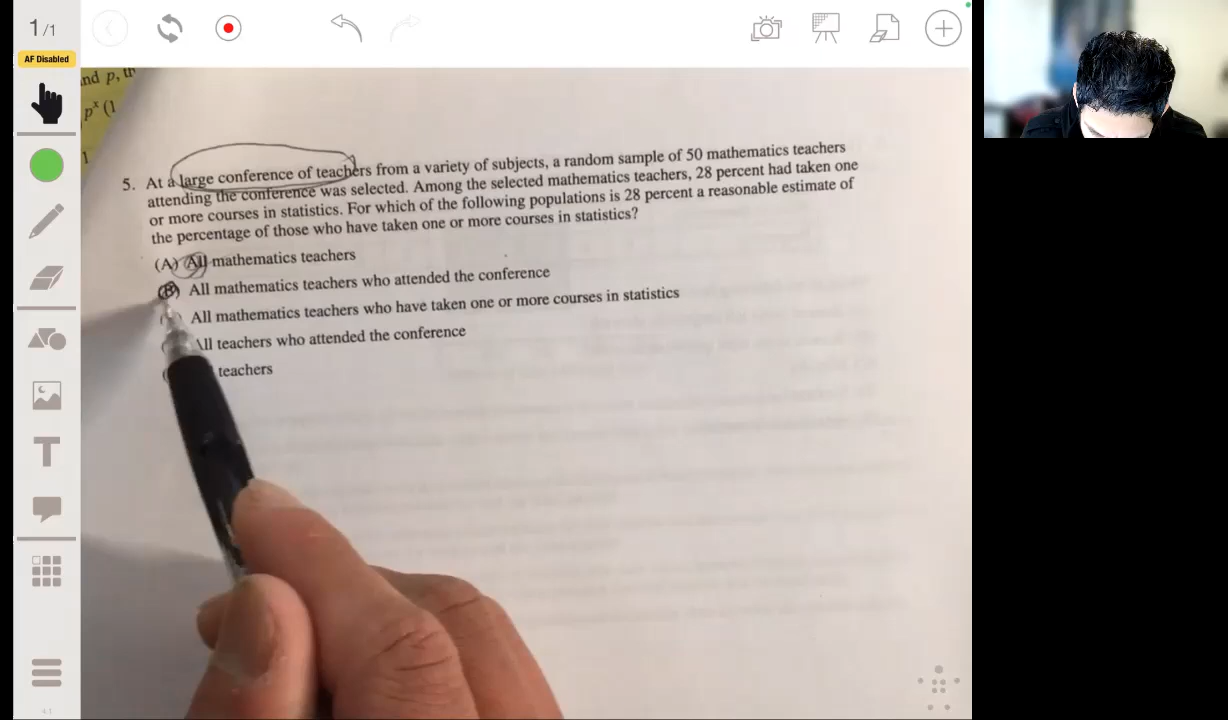 1/1
AF Disabled
nd p, th
p^x (1
1
5. At a large conference of teachers from a variety of subjects, a random sample of 50 mathematics teachers
attending the conference was selected. Among the selected mathematics teachers, 28 percent had taken one
or more courses in statistics. For which of the following populations is 28 percent a reasonable estimate of
the percentage of those who have taken one or more courses in statistics?
(A) All mathematics teachers
(B) All mathematics teachers who attended the conference
All mathematics teachers who have taken one or more courses in statistics
All teachers who attended the conference
teachers
T